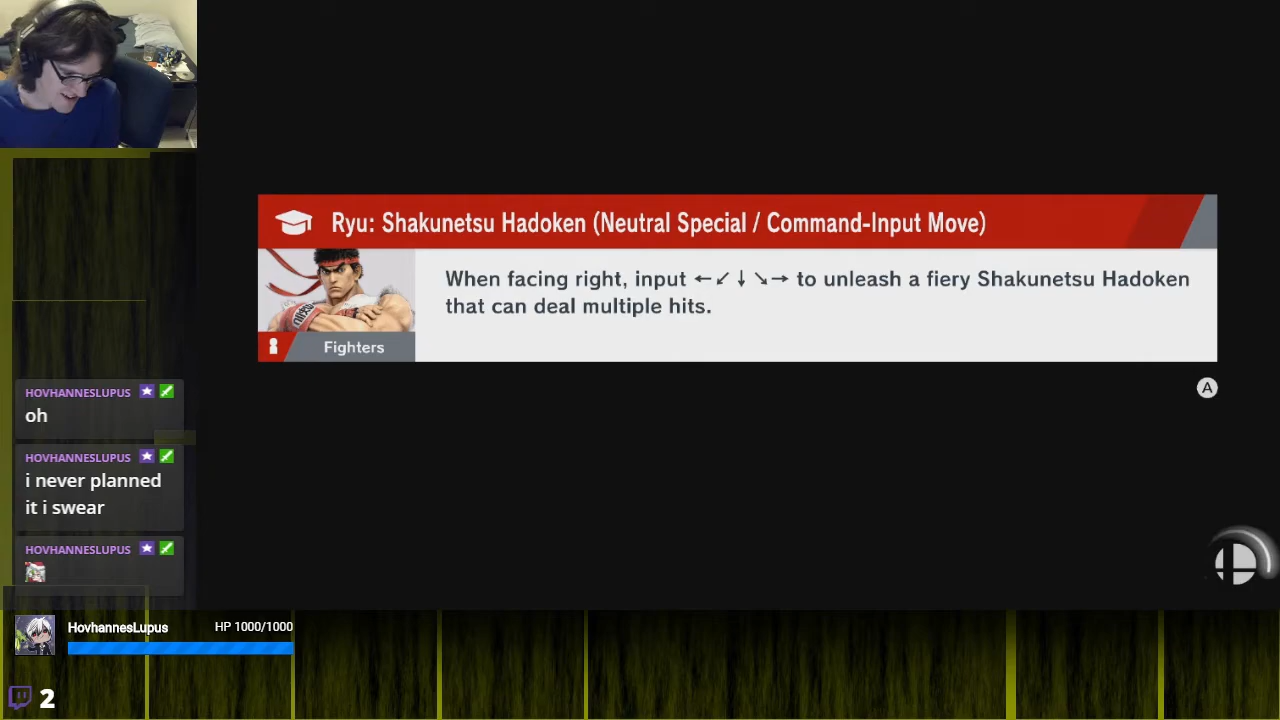 Ryu: Shakunetsu Hadoken (Neutral Special / Command-Input Move)
When facing right, input ←↙↓↘→ to unleash a fiery Shakunetsu Hadoken
that can deal multiple hits.
Fighters
A
HOVHANNESLUPUS
oh
HOVHANNESLUPUS
i never planned
it i swear
HOVHANNESLUPUS
HovhannesLupus HP 1000/1000
2